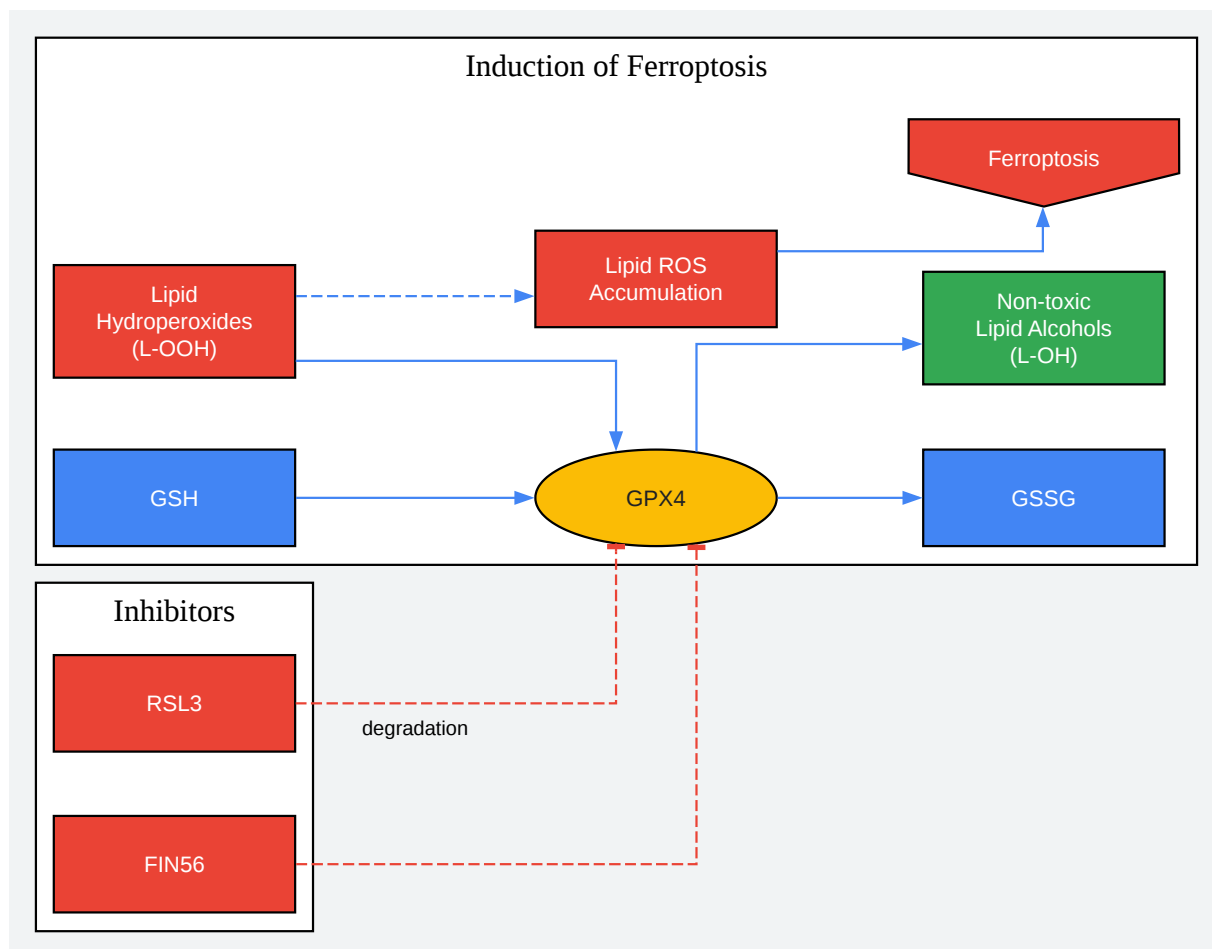 Induction of Ferroptosis
Ferroptosis
Lipid ROS
Accumulation
Lipid
Hydroperoxides
(L-OOH)
Non-toxic
Lipid Alcohols
(L-OH)
GSH
GPX4
GSSG
Inhibitors
RSL3
degradation
FIN56